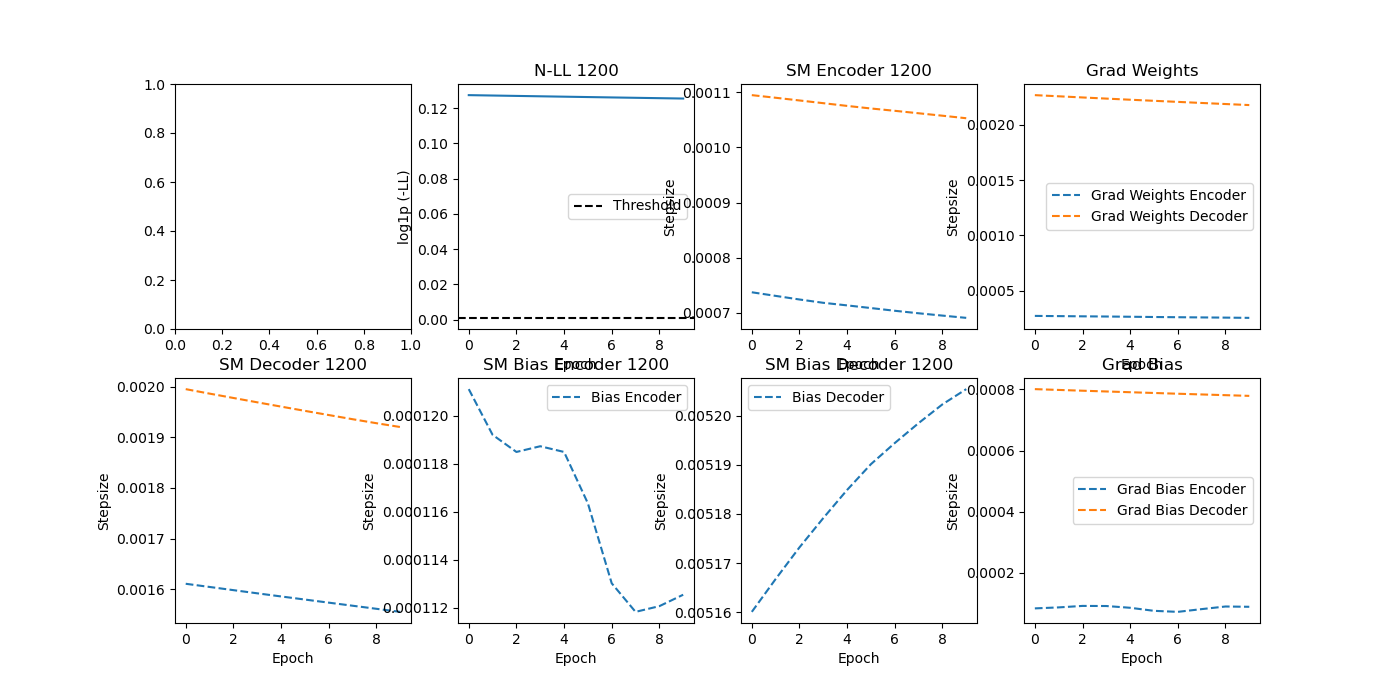 N-LL 1200
SM Encoder 1200
Grad Weights
1.0
0.8
0.6
0.4
0.2
0.0
0.0 0.2 0.4 0.6 0.8 1.0
log1p (-LL)
0.12
0.10
0.08
0.06
0.04
0.02
0.00
Threshold
0 2 4 6 8
Epoch
Stepsize
0.0011
0.0010
0.0009
0.0008
0.0007
0 2 4 6 8
Epoch
Stepsize
0.0020
0.0015
0.0010
0.0005
Grad Weights Encoder
Grad Weights Decoder
0 2 4 6 8
Epoch
SM Decoder 1200
SM Bias Encoder 1200
SM Bias Decoder 1200
Grad Bias
Stepsize
0.0020
0.0019
0.0018
0.0017
0.0016
0 2 4 6 8
Epoch
Stepsize
0.000120
0.000118
0.000116
0.000114
0.000112
Bias Encoder
0 2 4 6 8
Epoch
Stepsize
0.00520
0.00519
0.00518
0.00517
0.00516
Bias Decoder
0 2 4 6 8
Epoch
Stepsize
0.0008
0.0006
0.0004
0.0002
Grad Bias Encoder
Grad Bias Decoder
0 2 4 6 8
Epoch